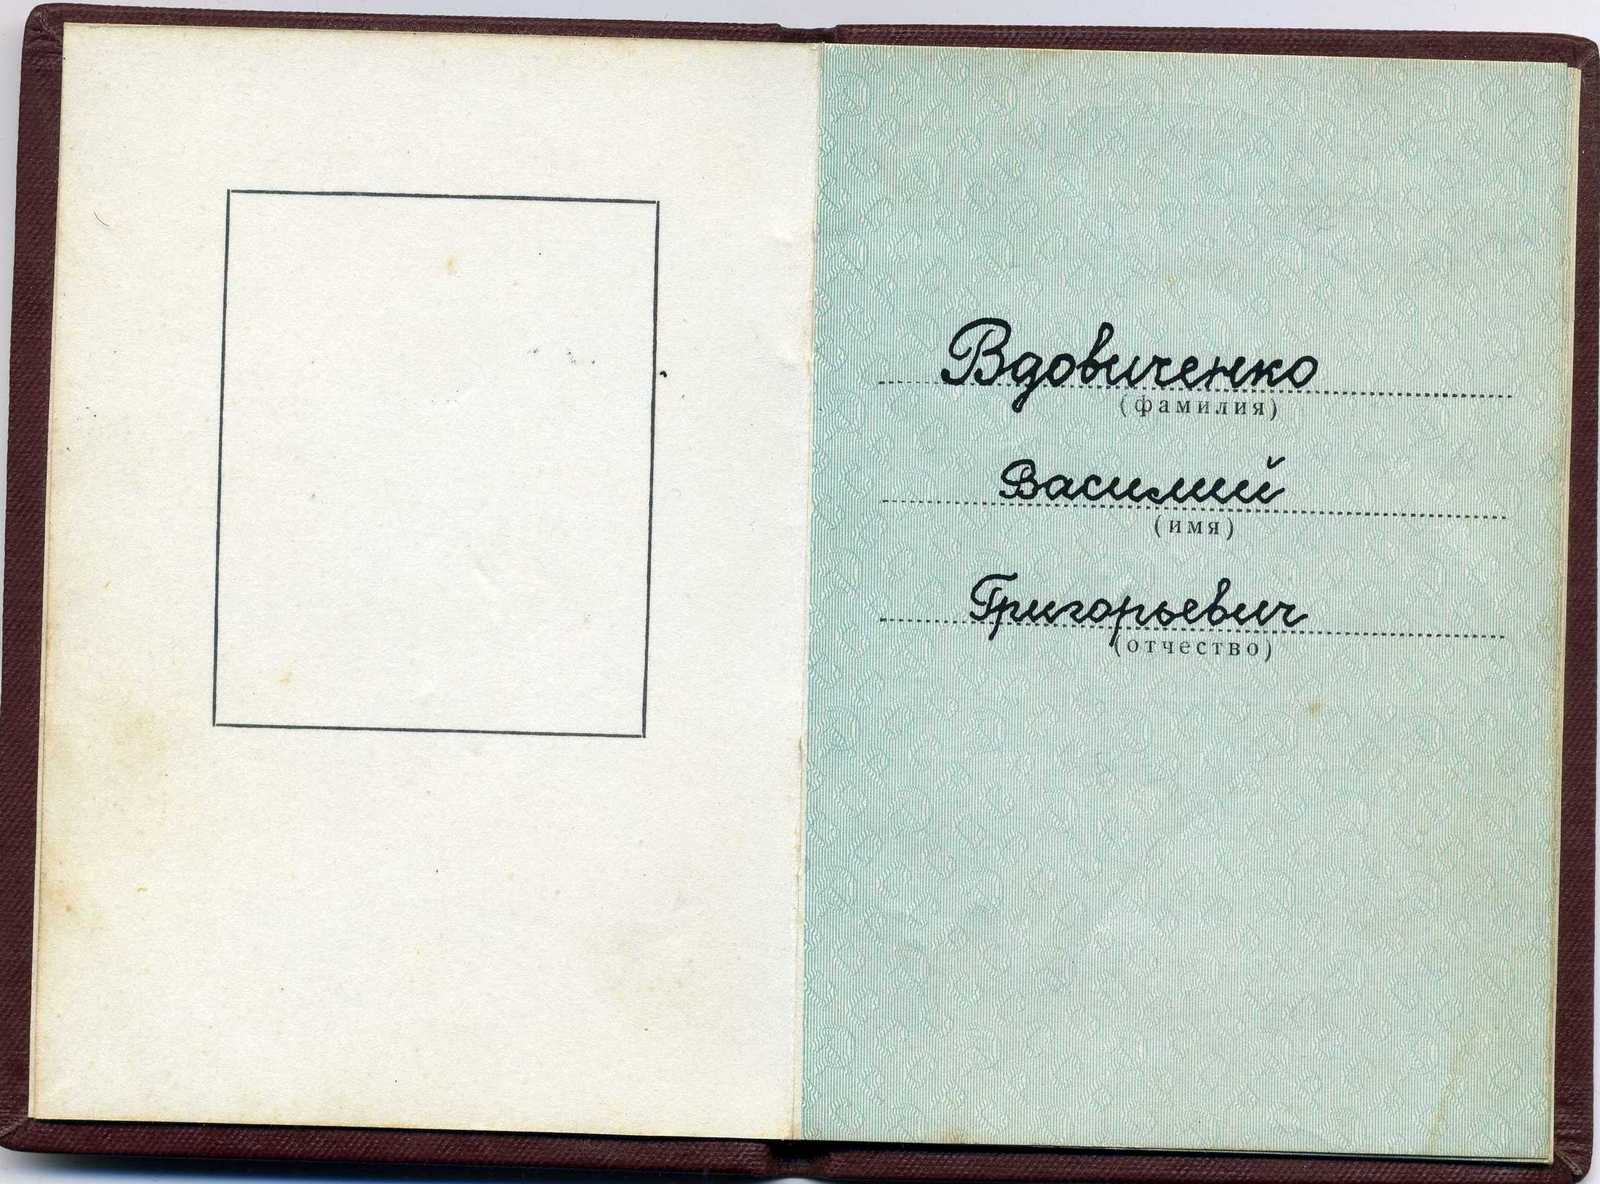 Вдовиченко
(фамилия)
Василий
(имя)
Григорьевич
(отчество)